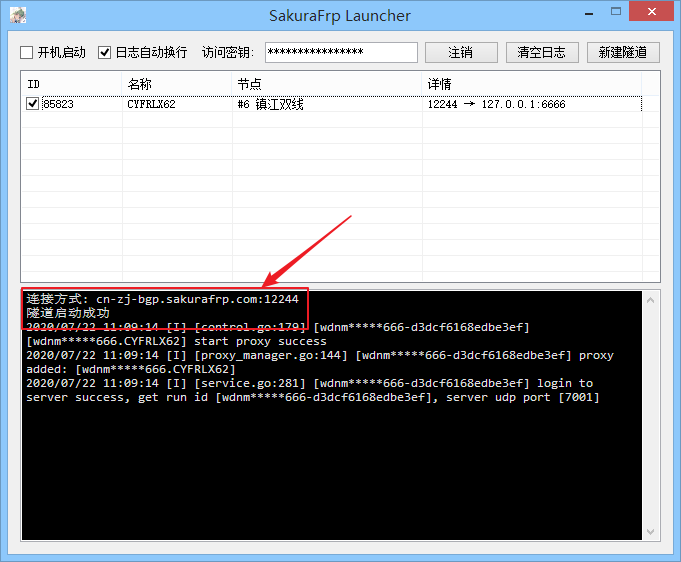 SakuraFrp Launcher
开机启动 日志自动换行 访问密钥: **************** 注销 清空日志 新建隧道
ID 名称 节点 详情
85823 CYFRLX62 #6 镇江双线 12244 → 127.0.0.1:6666
连接方式: cn-zj-bgp.sakurafrp.com:12244
隧道启动成功
2020/07/22 11:09:14 [I] [control.go:179] [wdnm*****666-d3dcf6168edbe3ef]
[wdnm*****666.CYFRLX62] start proxy success
2020/07/22 11:09:14 [I] [proxy_manager.go:144] [wdnm*****666-d3dcf6168edbe3ef] proxy
added: [wdnm*****666.CYFRLX62]
2020/07/22 11:09:14 [I] [service.go:281] [wdnm*****666-d3dcf6168edbe3ef] login to
server success, get run id [wdnm*****666-d3dcf6168edbe3ef], server udp port [7001]